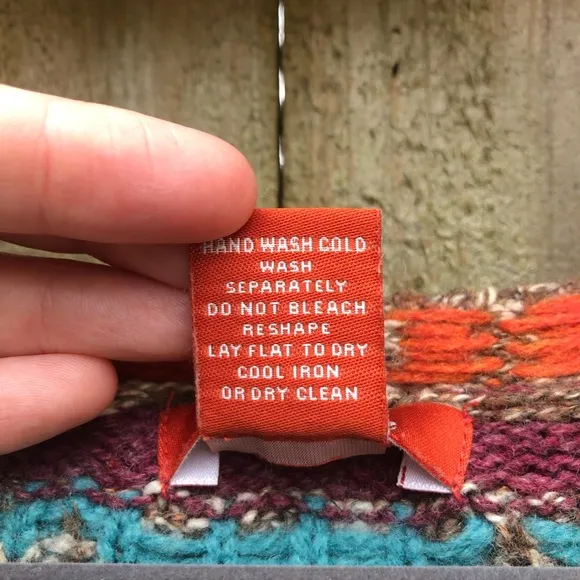 HAND WASH COLD
WASH
SEPARATELY
DO NOT BLEACH
RESHAPE
LAY FLAT TO DRY
COOL IRON
OR DRY CLEAN